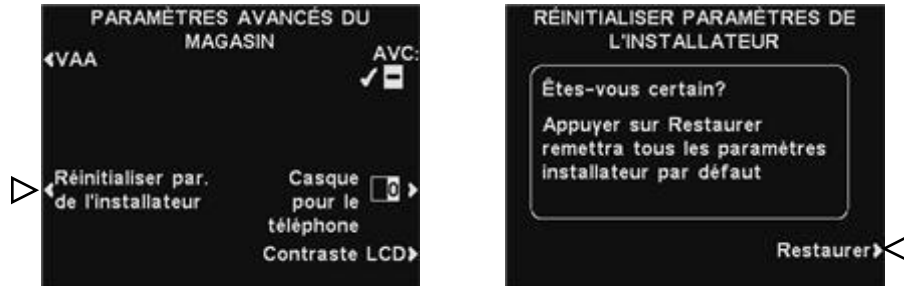 PARAMÈTRES AVANCÉS DU
MAGASIN
VAA
AVC:
Réinitialiser par.
de l'installateur
Casque
pour le
téléphone
0
Contraste LCD
RÉINITIALISER PARAMÈTRES DE
L'INSTALLATEUR
Êtes-vous certain?
Appuyer sur Restaurer
remettra tous les paramètres
installateur par défaut
Restaurer